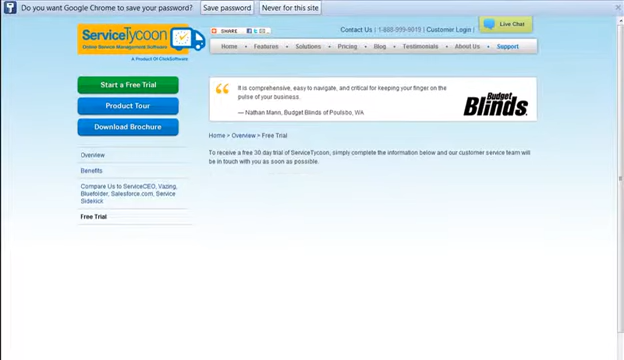 Do you want Google Chrome to save your password? Save password Never for this site
ServiceTycoon
Online Service Management Software
A Product Of ClickSoftware
SHARE
Contact Us | 1-888-999-9019 | Customer Login |
Live Chat
Home • Features • Solutions • Pricing • Blog • Testimonials • About Us • Support
Start a Free Trial
Product Tour
Download Brochure
It is comprehensive, easy to navigate, and critical for keeping your finger on the
pulse of your business.
— Nathan Mann, Budget Blinds of Poulsbo, WA
Budget
Blinds
Home > Overview > Free Trial
To receive a free 30 day trial of ServiceTycoon, simply complete the information below and our customer service team will
be in touch with you as soon as possible.
Overview
Benefits
Compare Us to ServiceCEO, Vazing,
Bluefolder, Salesforce.com, Service
Sidekick
Free Trial